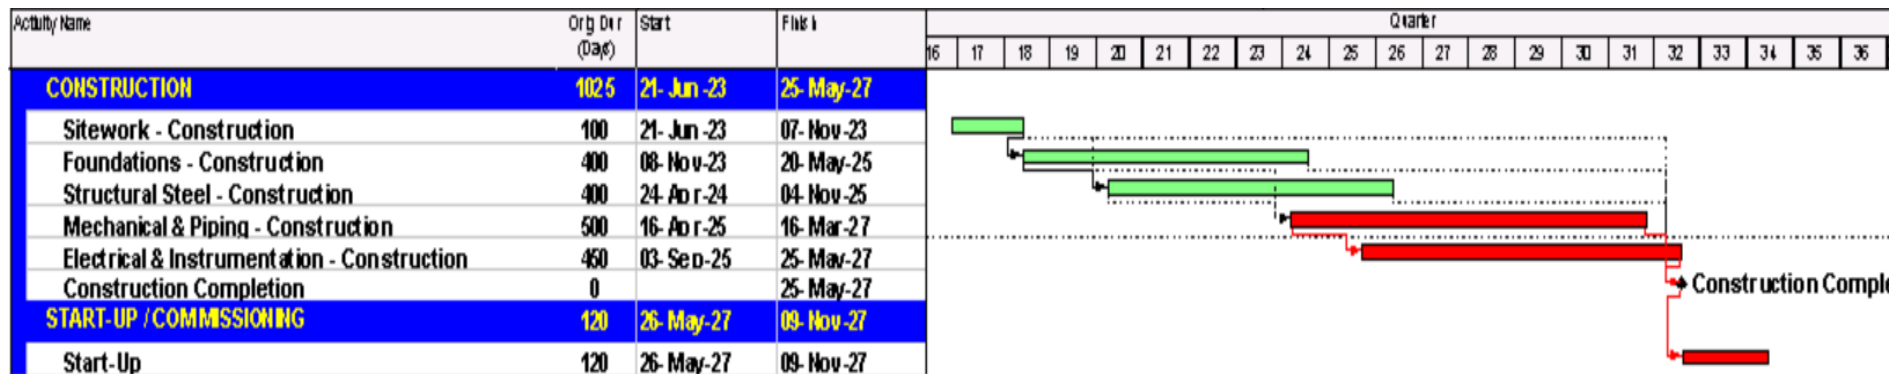 Activity Name Orig Dur Start Finish Quarter
(Days) 16 17 18 19 20 21 22 23 24 25 26 27 28 29 30 31 32 33 34 35 36
CONSTRUCTION 1025 21-Jun-23 25-May-27
Sitework - Construction 100 21-Jun-23 07-Nov-23
Foundations - Construction 400 08-Nov-23 20-May-25
Structural Steel - Construction 400 24-Apr-24 04-Nov-25
Mechanical & Piping - Construction 500 16-Apr-25 16-Mar-27
Electrical & Instrumentation - Construction 450 03-Sep-25 25-May-27
Construction Completion 0 25-May-27 Construction Comple
START-UP / COMMISSIONING 120 26-May-27 09-Nov-27
Start-Up 120 26-May-27 09-Nov-27